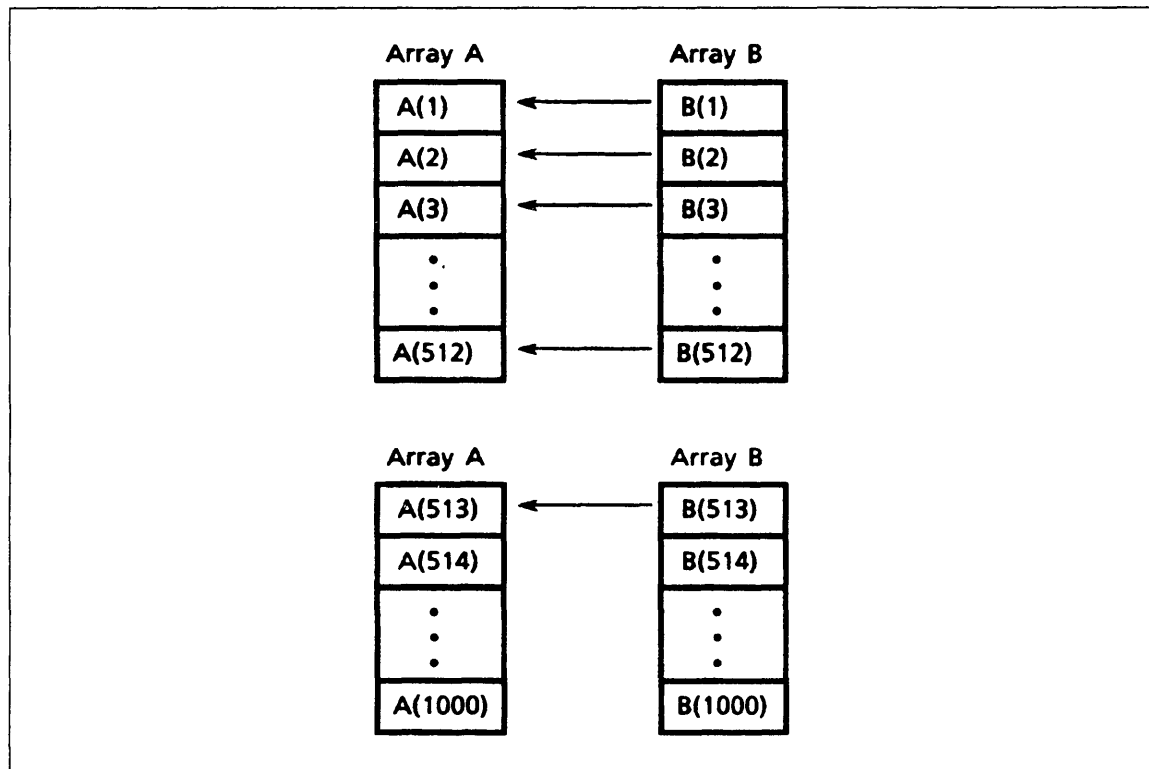 Array A Array B
A(1) B(1)
A(2) B(2)
A(3) B(3)
A(512) B(512)
Array A Array B
A(513) B(513)
A(514) B(514)
A(1000) B(1000)